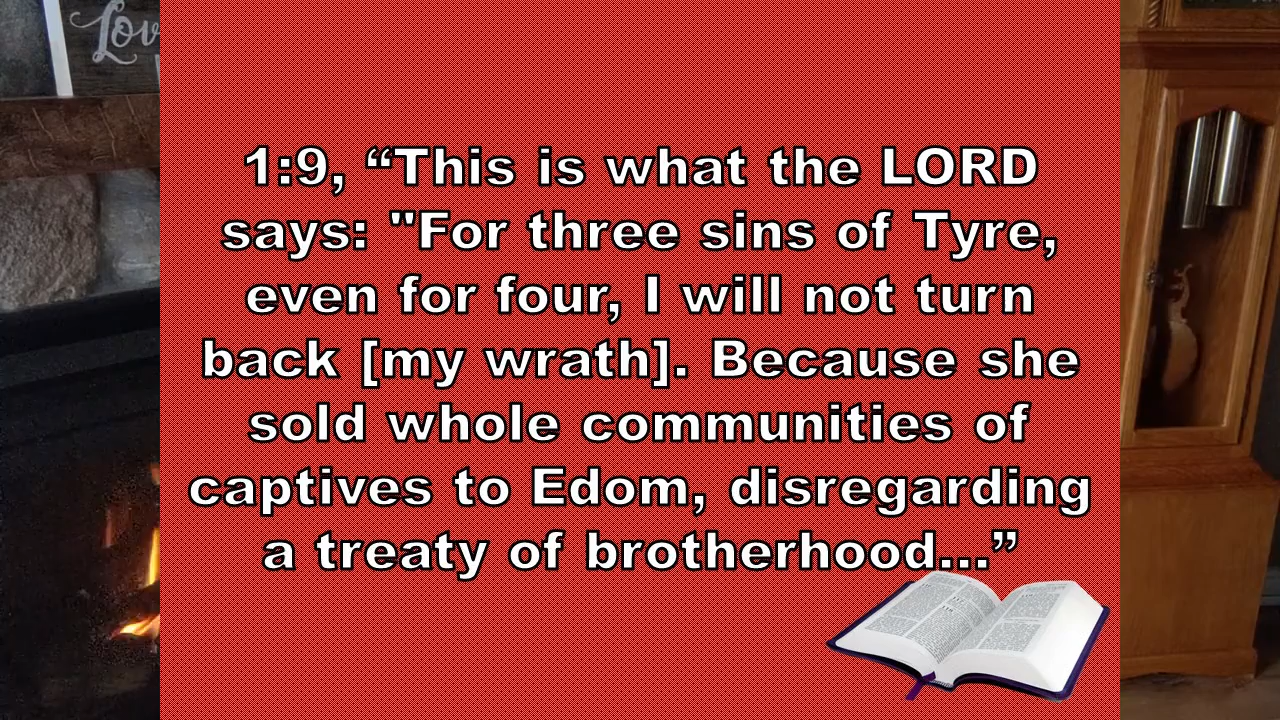 Lov
1:9, “This is what the LORD
says: "For three sins of Tyre,
even for four, I will not turn
back [my wrath]. Because she
sold whole communities of
captives to Edom, disregarding
a treaty of brotherhood...”